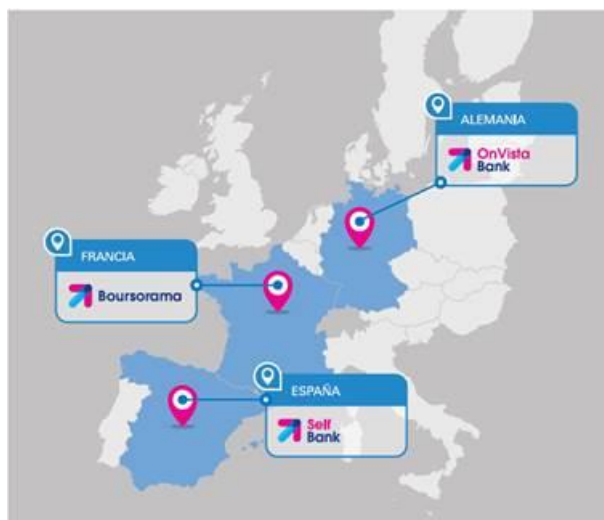 ALEMANIA
OnVista
Bank
FRANCIA
Boursorama
ESPAÑA
Self
Bank